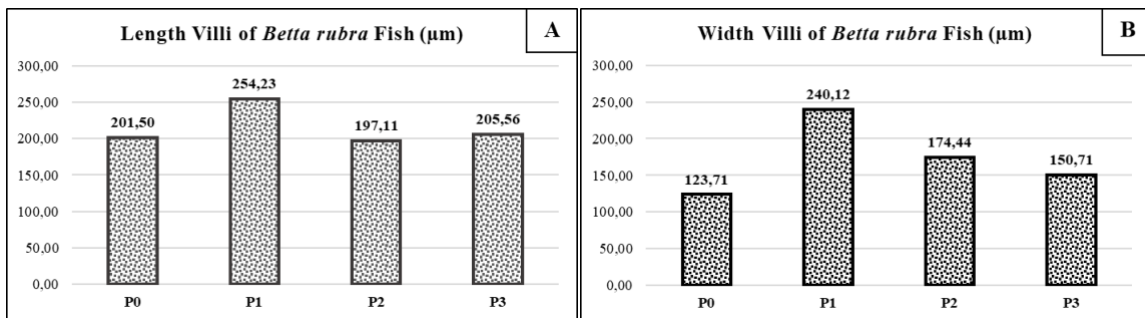 Length Villi of Betta rubra Fish (µm)
A
300,00
250,00
200,00
150,00
100,00
50,00
0,00
201,50
254,23
197,11
205,56
P0
P1
P2
P3
Width Villi of Betta rubra Fish (µm)
B
300,00
250,00
200,00
150,00
100,00
50,00
0,00
123,71
240,12
174,44
150,71
P0
P1
P2
P3